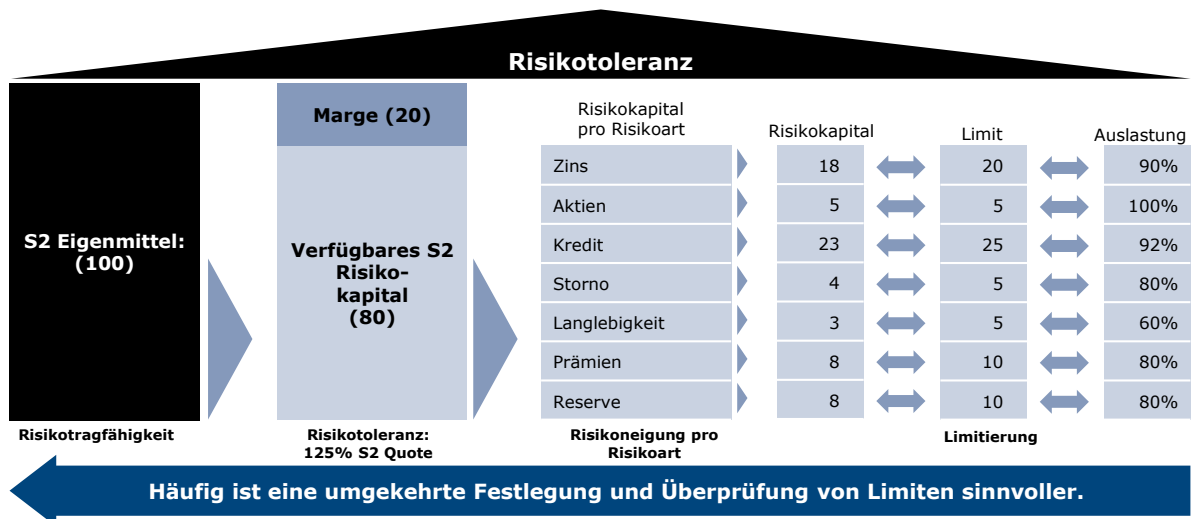 Risikotoleranz
S2 Eigenmittel:
(100)
Risikotragfähigkeit
Marge (20)
Verfügbares S2
Risiko-
kapital
(80)
Risikotoleranz:
125% S2 Quote
Risikokapital
pro Risikoart
Risikokapital
Limit
Auslastung
Zins 18 20 90%
Aktien 5 5 100%
Kredit 23 25 92%
Storno 4 5 80%
Langlebigkeit 3 5 60%
Prämien 8 10 80%
Reserve 8 10 80%
Risikoneigung pro
Risikoart
Limitierung
Häufig ist eine umgekehrte Festlegung und Überprüfung von Limiten sinnvoller.